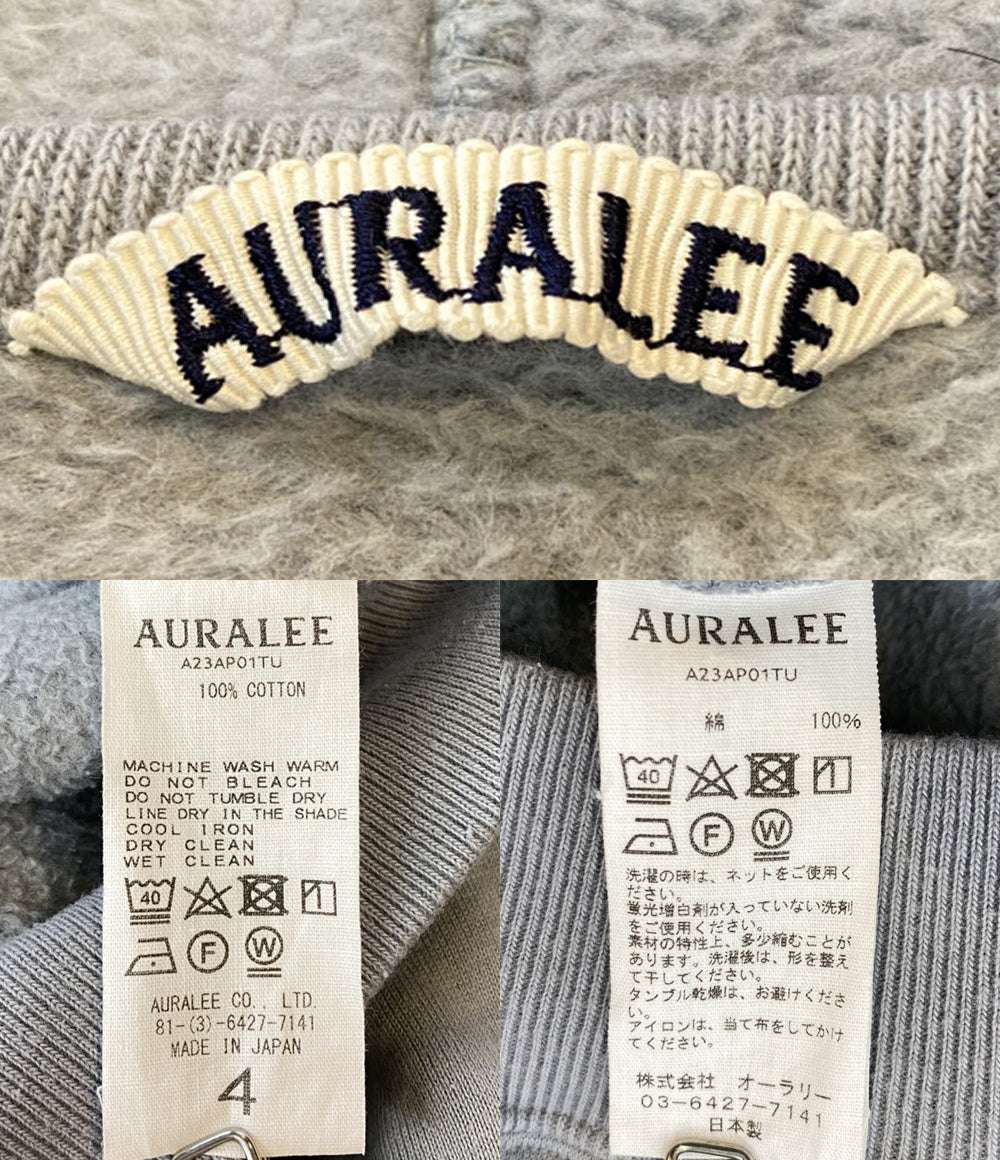 AURALEE
AURALEE
A23AP01TU
100% COTTON
MACHINE WASH WARM
DO NOT BLEACH
DO NOT TUMBLE DRY
LINE DRY IN THE SHADE
COOL IRON
DRY CLEAN
WET CLEAN
40
F W
AURALEE CO., LTD.
81-(3)-6427-7141
MADE IN JAPAN
4
AURALEE
A23AP01TU
綿 100%
40
F W
洗濯の時は、ネットをご使用く
ださい。
蛍光増白剤が入っていない洗剤
をご使用ください。
素材の特性上、多少縮むことが
あります。洗濯後は、形を整え
て干してください。
タンブル乾燥は、お避けくださ
い。
アイロンは、当て布をしてかけ
てください。
株式会社 オーラリー
03-6427-7141
日本製